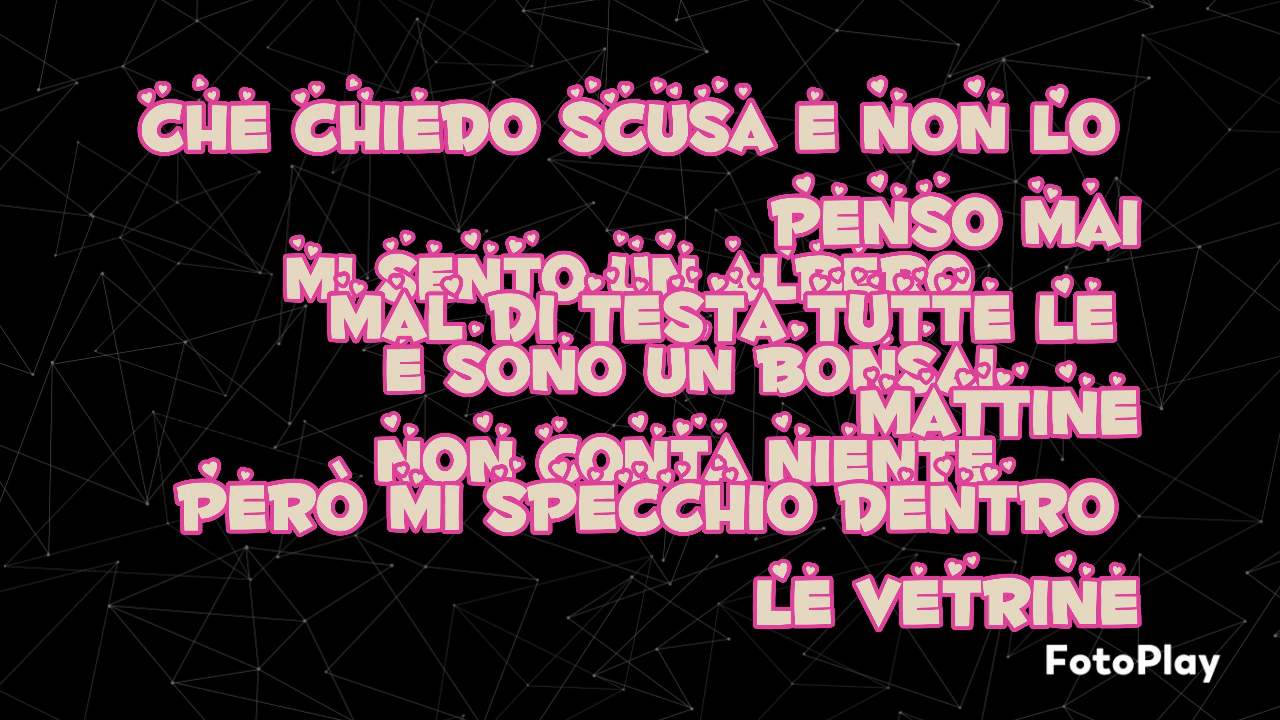 CHE CHIEDO SCUSA E NON LO
PENSO MAI
MI SENTO UN ALBERO
MAL DI TESTA TUTTE LE
E SONO UN BONSAI
MATTINE
NON CONTA NIENTE
PERÒ MI SPECCHIO DENTRO
LE VETRINE
FotoPlay